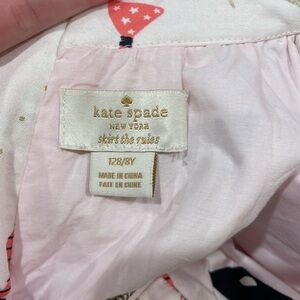 kate spade
NEW YORK
skirt the rules
128/8Y
MADE IN CHINA
FAIT EN CHINE